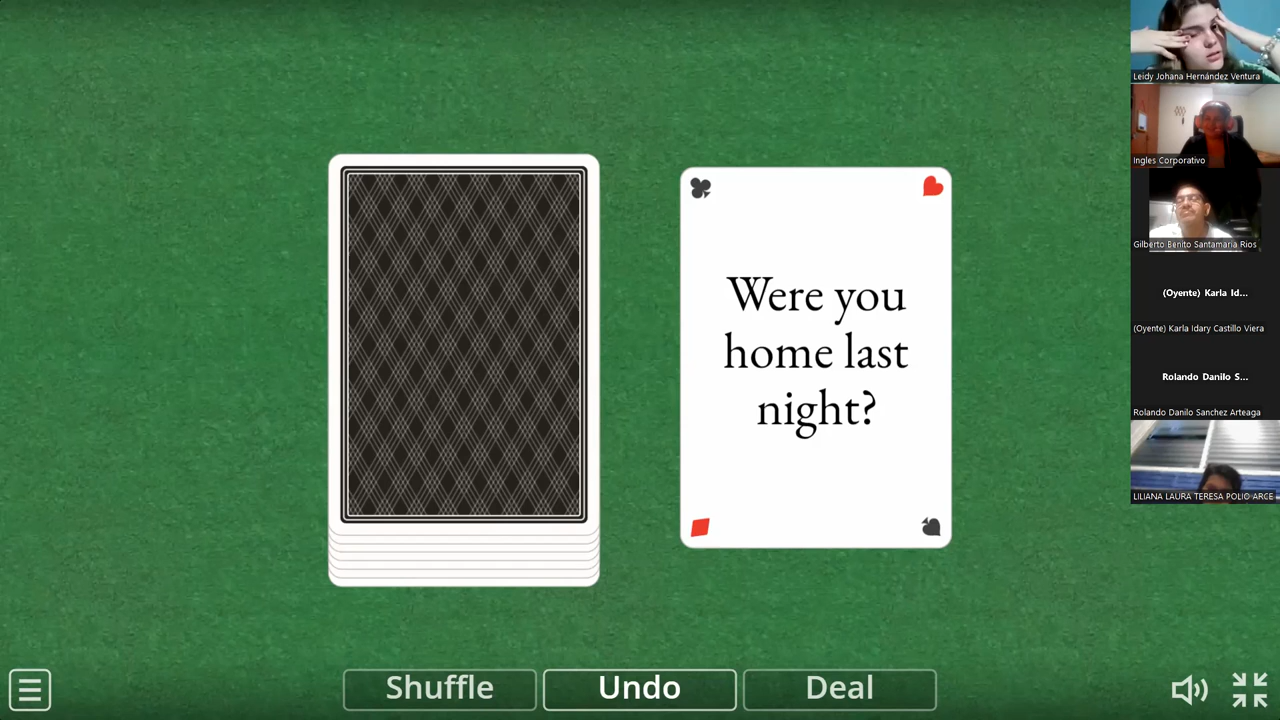 Were you
home last
night?
Shuffle
Undo
Deal
Leidy Johana Hernández Ventura
Ingles Corporativo
Gilberto Benito Santamaria Rios
(Oyente) Karla Id...
(Oyente) Karla Idary Castillo Viera
Rolando Danilo S...
Rolando Danilo Sanchez Arteaga
LILIANA LAURA TERESA POLIO ARCE